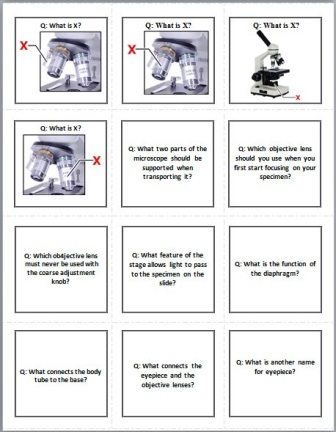 Q: What is X?
X
Q: What is X?
X
Q: What is X?
X
Q: What is X?
X
Q: What two parts of the
microscope should be
supported when
transporting it?
Q: Which objective lens
should you use when you
first start focusing on your
specimen?
Q: Which ob4jective lens
must never be used with
the coarse adjustment
knob?
Q: What feature of the
stage allows light to pass
to the specimen on the
slide?
Q: What is the function of
the diaphragm?
Q: What connects the body
tube to the base?
Q: What connects the
eyepiece and the
objective lenses?
Q: What is another name
for eyepiece?